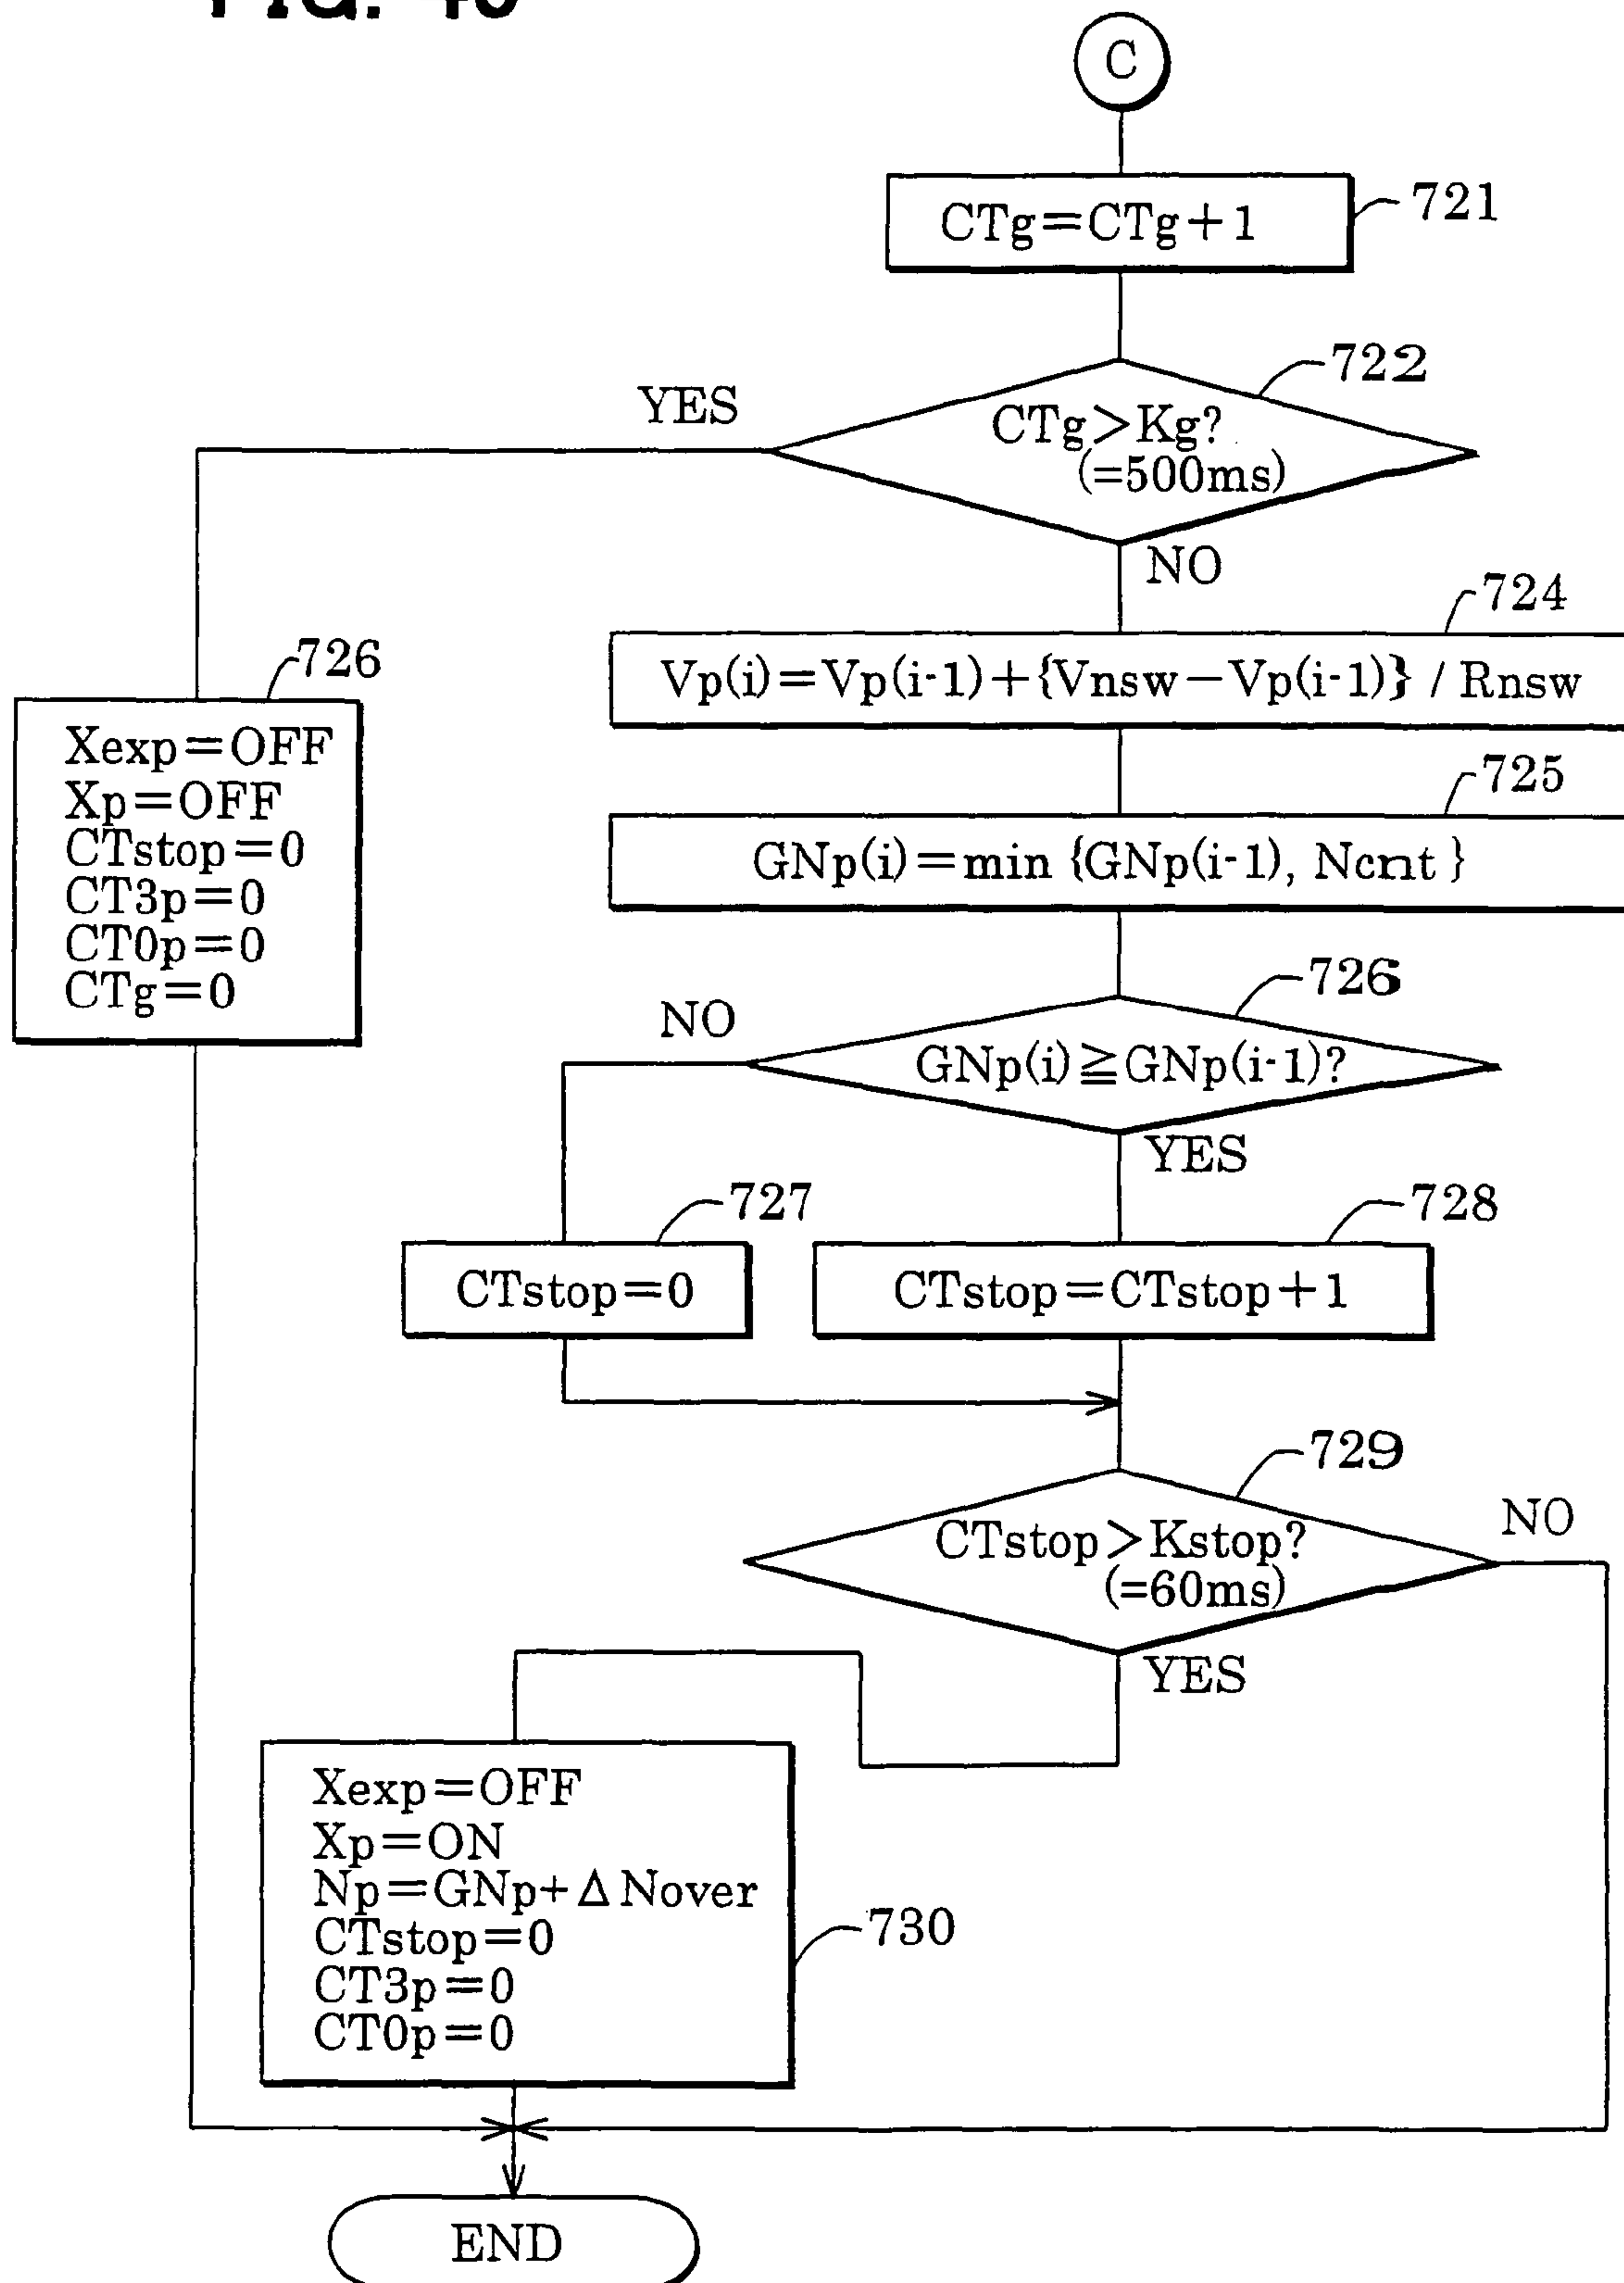 FIG. 40
C
CTg=CTg+1
721
722
YES
CTg>Kg?
(=500ms)
NO
724
Vp(i)=Vp(i-1)+{Vnsw-Vp(i-1)} / Rnsw
726
Xexp=OFF
Xp=OFF
CTstop=0
CT3p=0
CT0p=0
CTg=0
725
GNp(i)=min {GNp(i-1), Ncnt }
726
NO
GNp(i)≧GNp(i-1)?
YES
727
CTstop=0
728
CTstop=CTstop+1
729
CTstop>Kstop?
(=60ms)
NO
YES
Xexp=OFF
Xp=ON
Np=GNp+ΔNover
CTstop=0
CT3p=0
CT0p=0
730
END